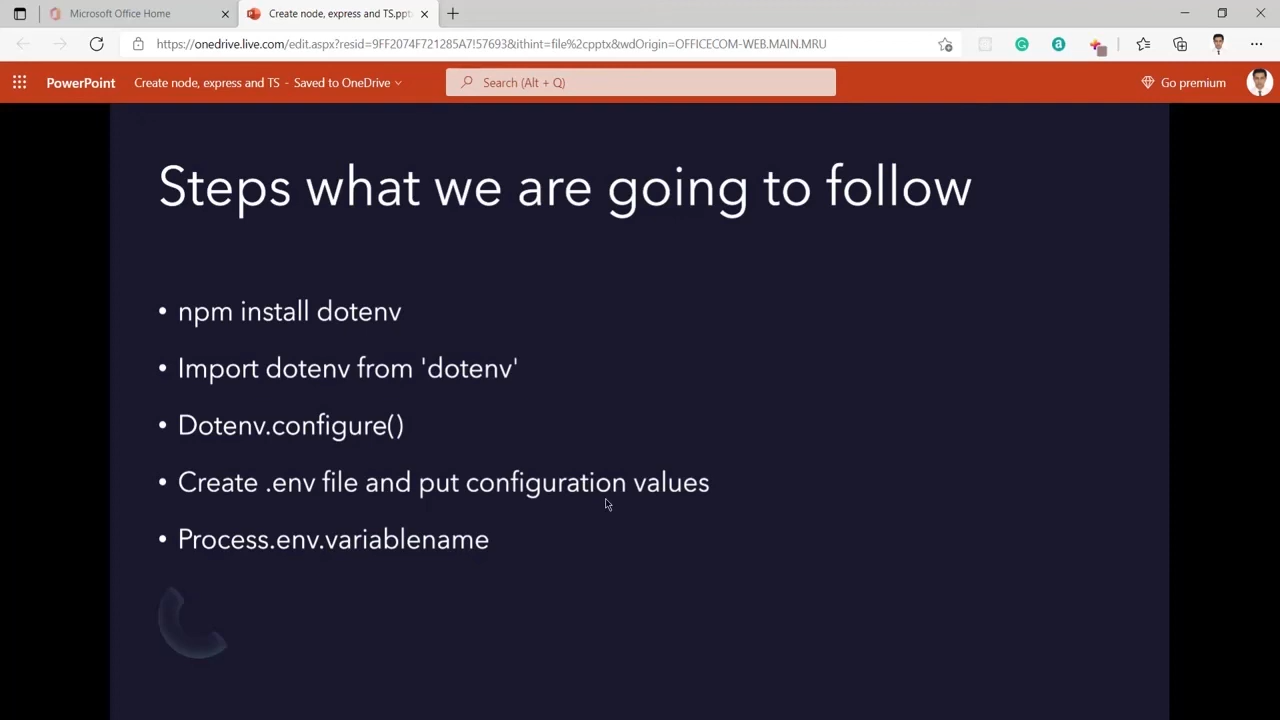 Microsoft Office Home
Create node, express and TS.ppt
https://onedrive.live.com/edit.aspx?resid=9FF2074F721285A7!57693&ithint=file%2cpptx&wdOrigin=OFFICECOM-WEB.MAIN.MRU
PowerPoint
Create node, express and TS - Saved to OneDrive
Search (Alt + Q)
Go premium
Steps what we are going to follow
• npm install dotenv
• Import dotenv from 'dotenv'
• Dotenv.configure()
• Create .env file and put configuration values
• Process.env.variablename